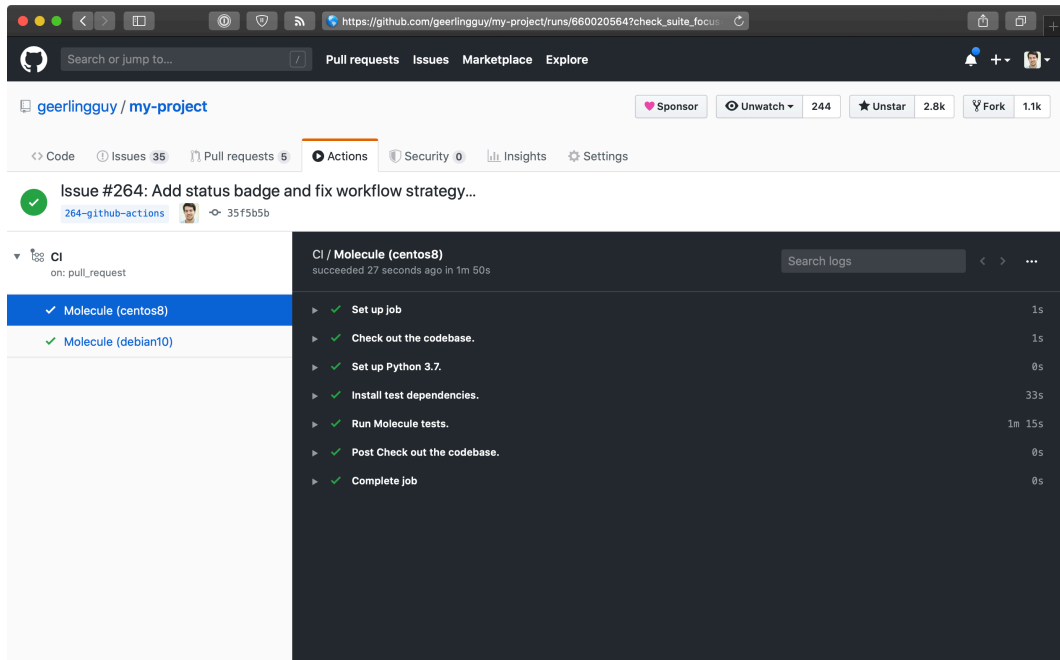 https://github.com/geerlingguy/my-project/runs/660020564?check_suite_focus
Search or jump to...
/
Pull requests Issues Marketplace Explore
geerlingguy / my-project
Sponsor Unwatch 244 Unstar 2.8k Fork 1.1k
Code Issues 35 Pull requests 5 Actions Security 0 Insights Settings
Issue #264: Add status badge and fix workflow strategy...
264-github-actions 35f5b5b
CI
on: pull_request
Molecule (centos8)
Molecule (debian10)
CI / Molecule (centos8)
succeeded 27 seconds ago in 1m 50s
Search logs
Set up job 1s
Check out the codebase. 1s
Set up Python 3.7. 0s
Install test dependencies. 33s
Run Molecule tests. 1m 15s
Post Check out the codebase. 0s
Complete job 0s